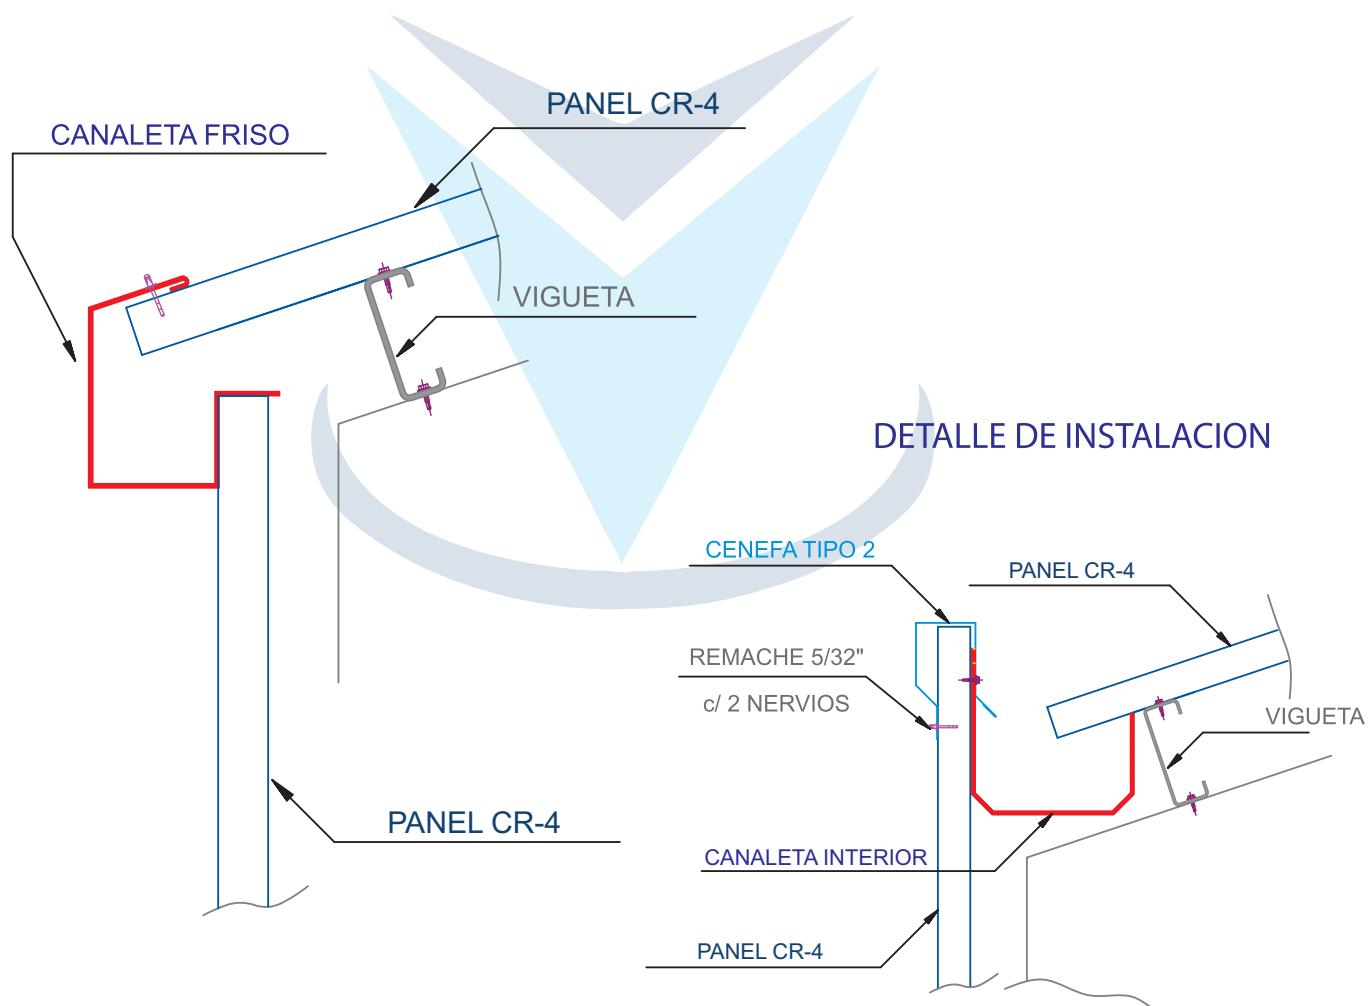 PANEL CR-4
CANALETA FRISO
VIGUETA
DETALLE DE INSTALACION
CENEFA TIPO 2
PANEL CR-4
REMACHE 5/32"
c/ 2 NERVIOS
VIGUETA
PANEL CR-4
CANALETA INTERIOR
PANEL CR-4